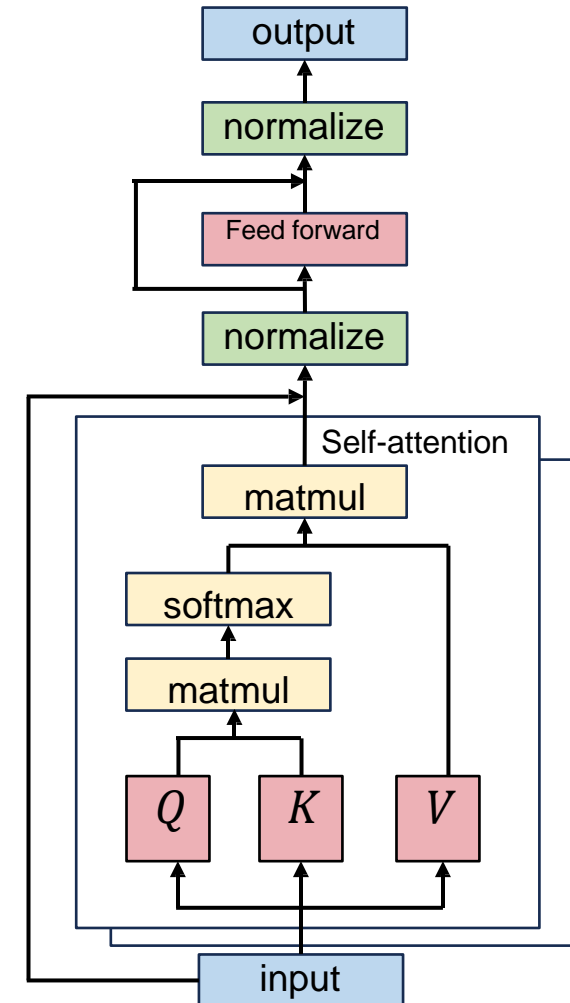 output
normalize
Feed forward
normalize
Self-attention
matmul
softmax
matmul
Q K V
input